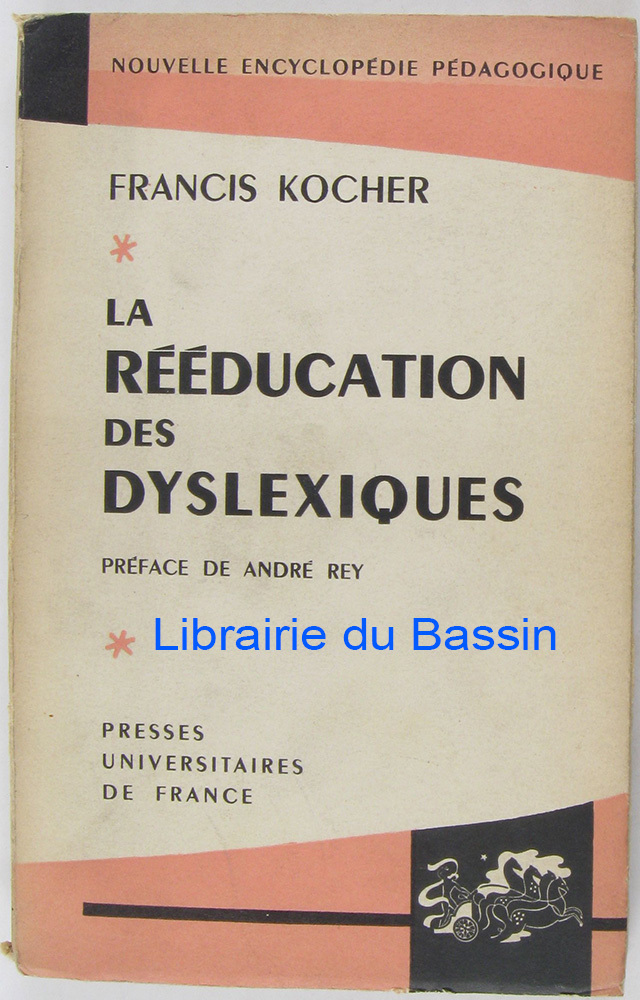 NOUVELLE ENCYCLOPÉDIE PÉDAGOGIQUE
FRANCIS KOCHER
LA
RÉÉDUCATION
DES
DYSLEXIQUES
PRÉFACE DE ANDRÉ REY
Librairie du Bassin
PRESSES
UNIVERSITAIRES
DE FRANCE